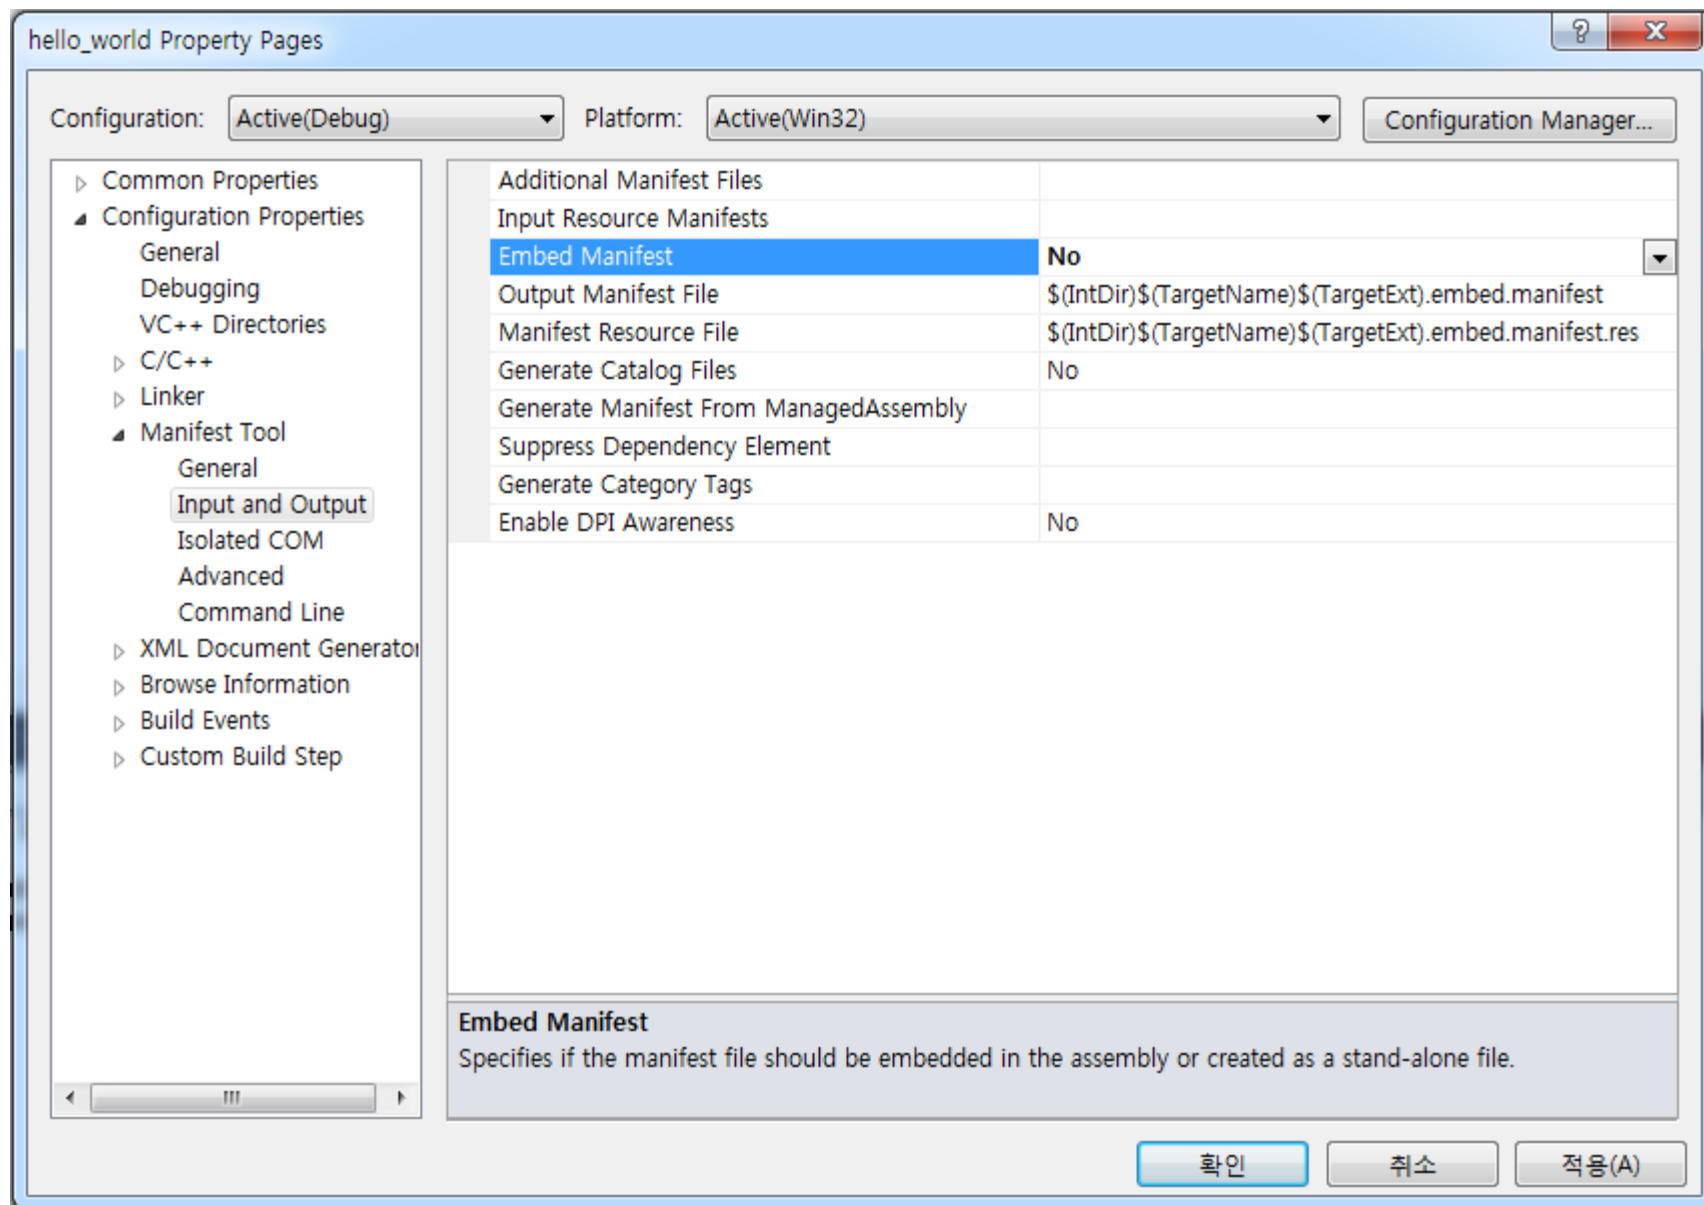 hello_world Property Pages
Configuration: Active(Debug) Platform: Active(Win32) Configuration Manager...
Common Properties
Configuration Properties
General
Debugging
VC++ Directories
C/C++
Linker
Manifest Tool
General
Input and Output
Isolated COM
Advanced
Command Line
XML Document Generator
Browse Information
Build Events
Custom Build Step
Additional Manifest Files
Input Resource Manifests
Embed Manifest No
Output Manifest File $(IntDir)$(TargetName)$(TargetExt).embed.manifest
Manifest Resource File $(IntDir)$(TargetName)$(TargetExt).embed.manifest.res
Generate Catalog Files No
Generate Manifest From ManagedAssembly
Suppress Dependency Element
Generate Category Tags
Enable DPI Awareness No
Embed Manifest
Specifies if the manifest file should be embedded in the assembly or created as a stand-alone file.
확인 취소 적용(A)